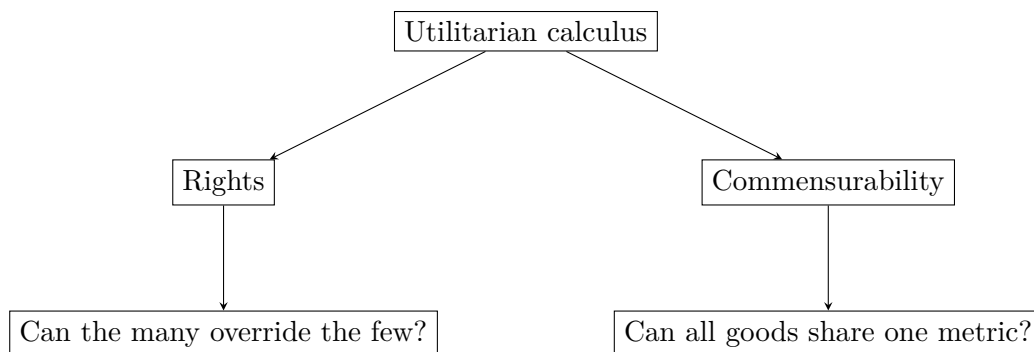 Utilitarian calculus
Rights
Commensurability
Can the many override the few?
Can all goods share one metric?